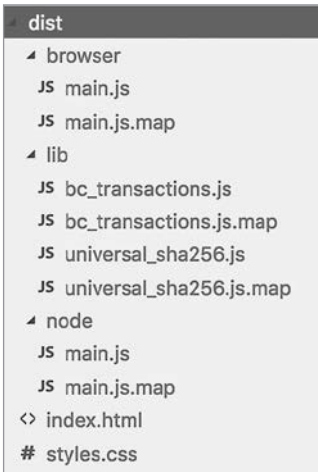 dist
browser
JS main.js
JS main.js.map
lib
JS bc_transactions.js
JS bc_transactions.js.map
JS universal_sha256.js
JS universal_sha256.js.map
node
JS main.js
JS main.js.map
<> index.html
# styles.css